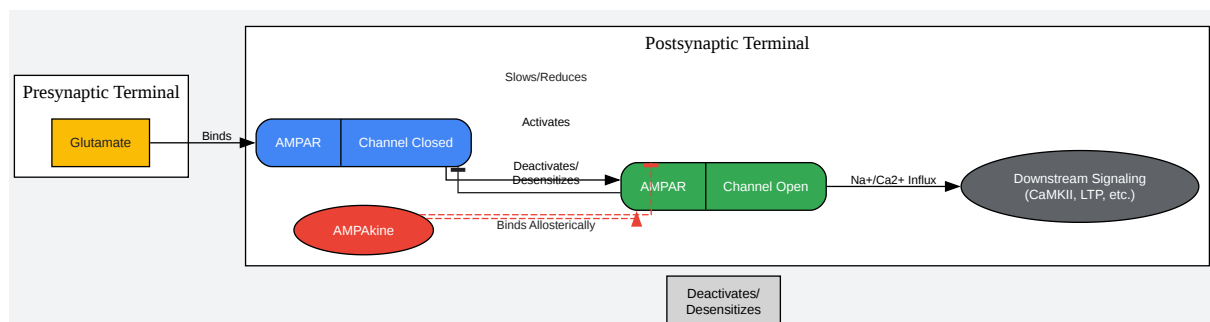 Postsynaptic Terminal
Slows/Reduces
Presynaptic Terminal
Activates
Glutamate
Binds
AMPAR
Channel Closed
Deactivates/
Desensitizes
AMPAR
Channel Open
Na+/Ca2+ Influx
Downstream Signaling
(CaMKII, LTP, etc.)
AMPAkine
Binds Allosterically
Deactivates/
Desensitizes